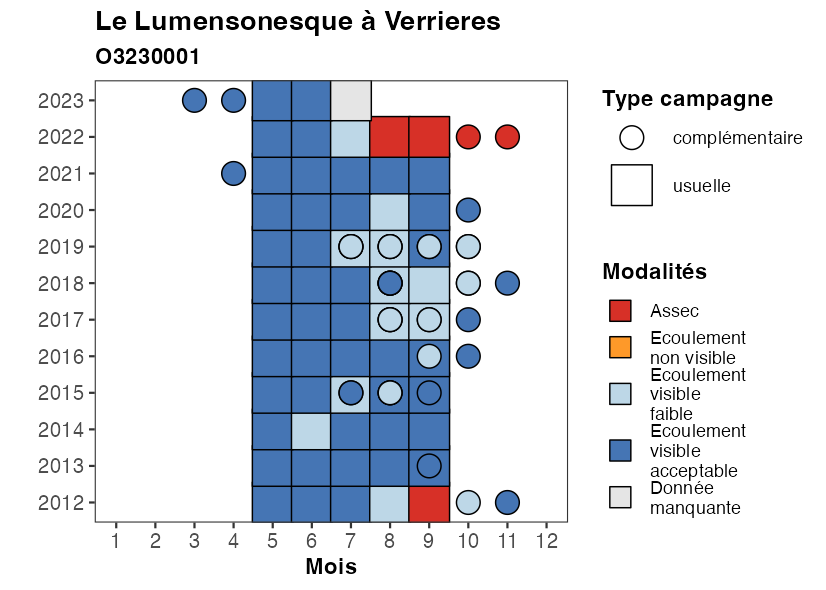 Le Lumensonesque à Verrieres
O3230001
2023
2022
2021
2020
2019
2018
2017
2016
2015
2014
2013
2012
1 2 3 4 5 6 7 8 9 10 11 12
Mois
Type campagne
complémentaire
usuelle
Modalités
Assec
Ecoulement
non visible
Ecoulement
visible
faible
Ecoulement
visible
acceptable
Donnée
manquante